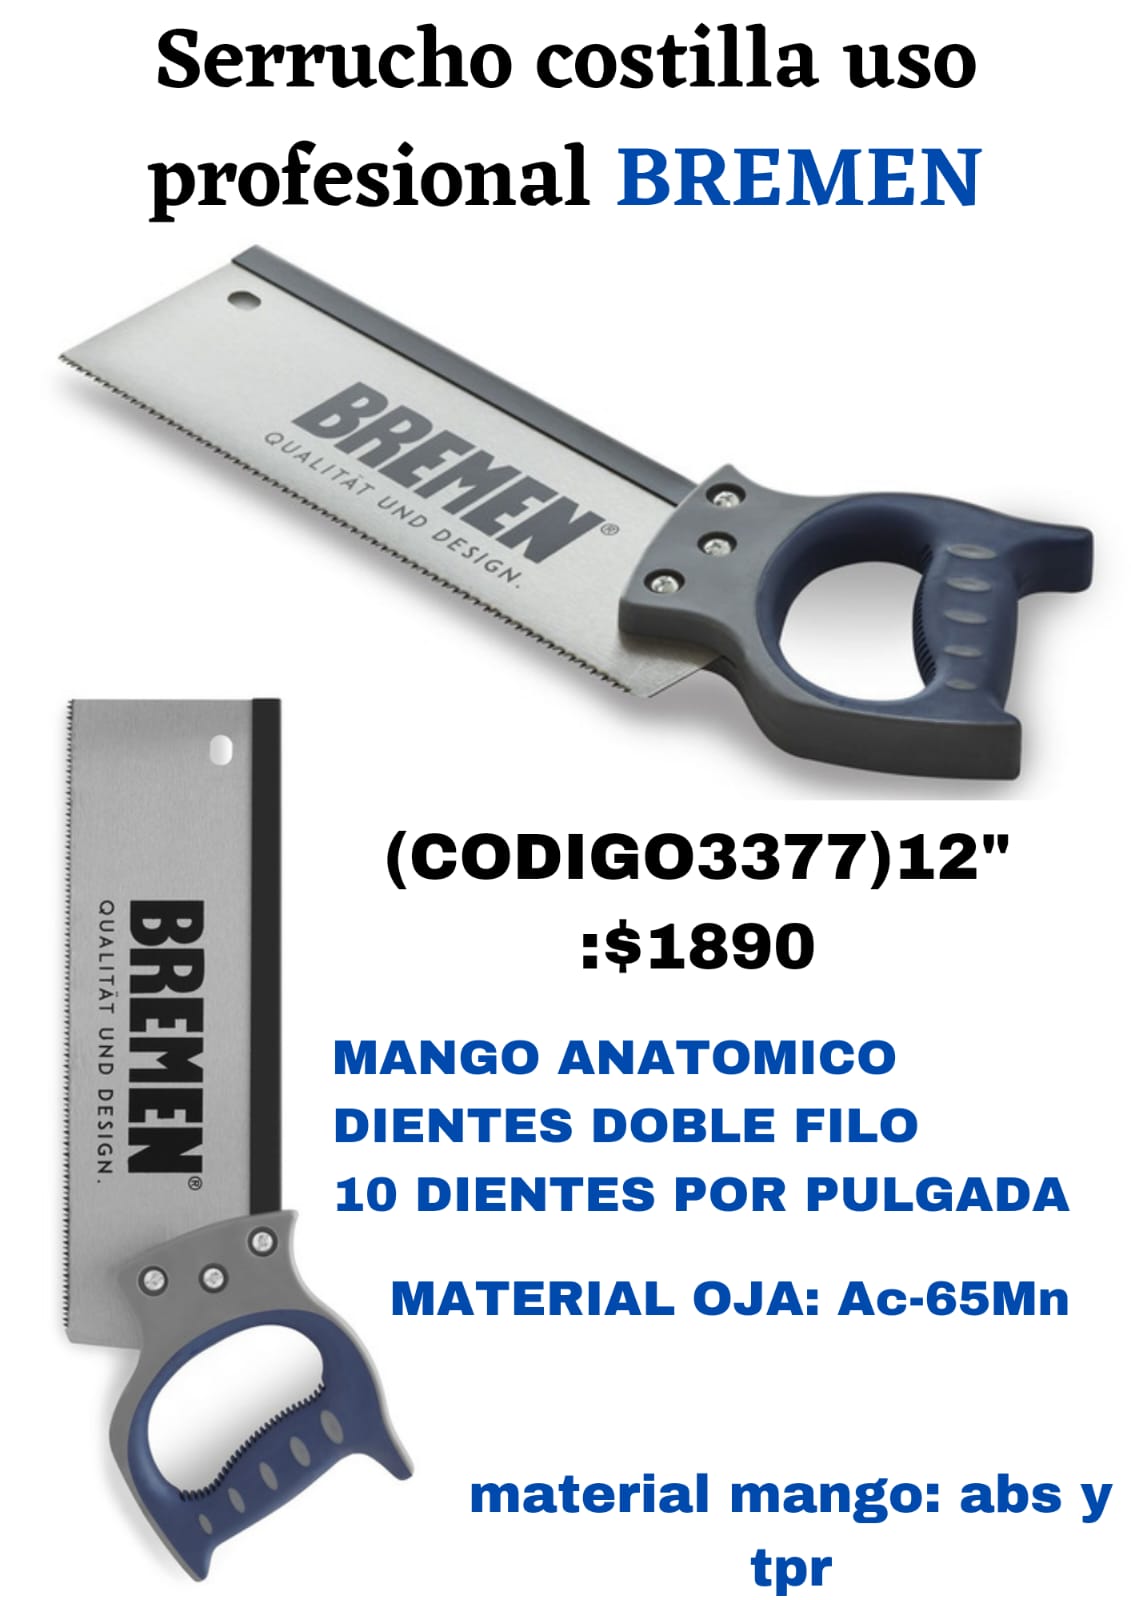 Serrucho costilla uso
profesional BREMEN
BREMEN®
QUALITÄT UND DESIGN.
BREMEN®
QUALITÄT UND DESIGN.
(CODIGO3377)12"
:$1890
MANGO ANATOMICO
DIENTES DOBLE FILO
10 DIENTES POR PULGADA
MATERIAL OJA: Ac-65Mn
material mango: abs y
tpr